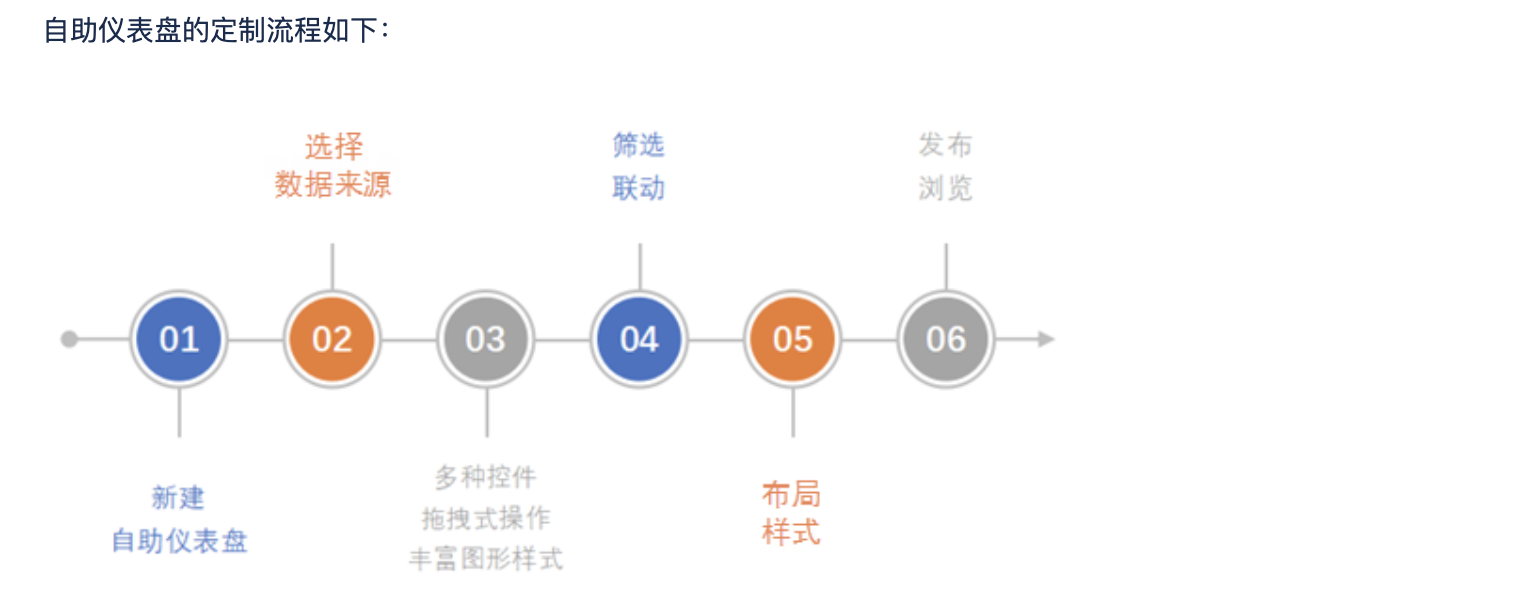 自助仪表盘的定制流程如下：
选择
数据来源
筛选
联动
发布
浏览
01
02
03
04
05
06
新建
自助仪表盘
多种控件
拖拽式操作
丰富图形样式
布局
样式